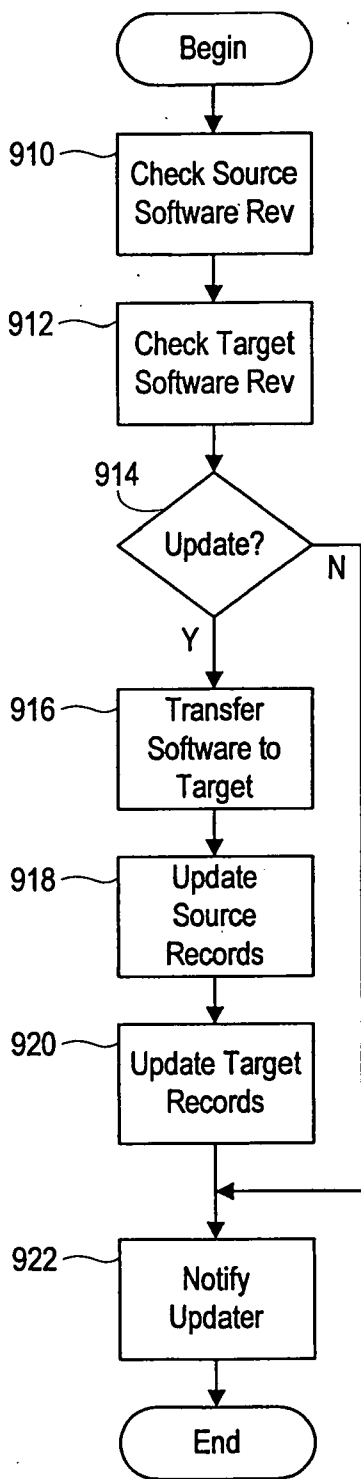 Begin
910
Check Source
Software Rev
912
Check Target
Software Rev
914
Update?
N
Y
916
Transfer
Software to
Target
918
Update
Source
Records
920
Update Target
Records
922
Notify
Updater
End